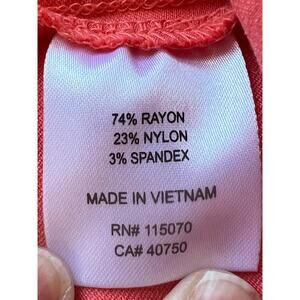 74% RAYON
23% NYLON
3% SPANDEX
MADE IN VIETNAM
RN# 115070
CA# 40750